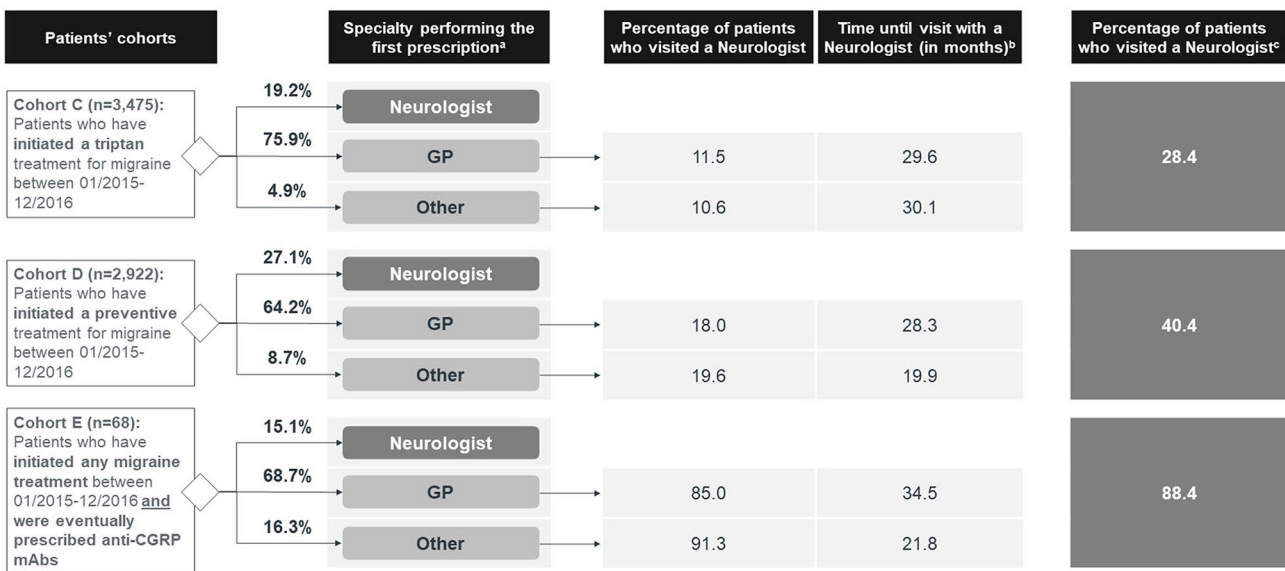 Patients' cohorts
Specialty performing the
first prescriptionᵃ
Percentage of patients
who visited a Neurologist
Time until visit with a
Neurologist (in months)ᵇ
Percentage of patients
who visited a Neurologistᶜ
Cohort C (n=3,475):
Patients who have
initiated a triptan
treatment for migraine
between 01/2015-
12/2016
19.2%
Neurologist
75.9%
GP
11.5
29.6
4.9%
Other
10.6
30.1
28.4
Cohort D (n=2,922):
Patients who have
initiated a preventive
treatment for migraine
between 01/2015-
12/2016
27.1%
Neurologist
64.2%
GP
18.0
28.3
8.7%
Other
19.6
19.9
40.4
Cohort E (n=68):
Patients who have
initiated any migraine
treatment between
01/2015-12/2016 and
were eventually
prescribed anti-CGRP
mAbs
15.1%
Neurologist
68.7%
GP
85.0
34.5
16.3%
Other
91.3
21.8
88.4